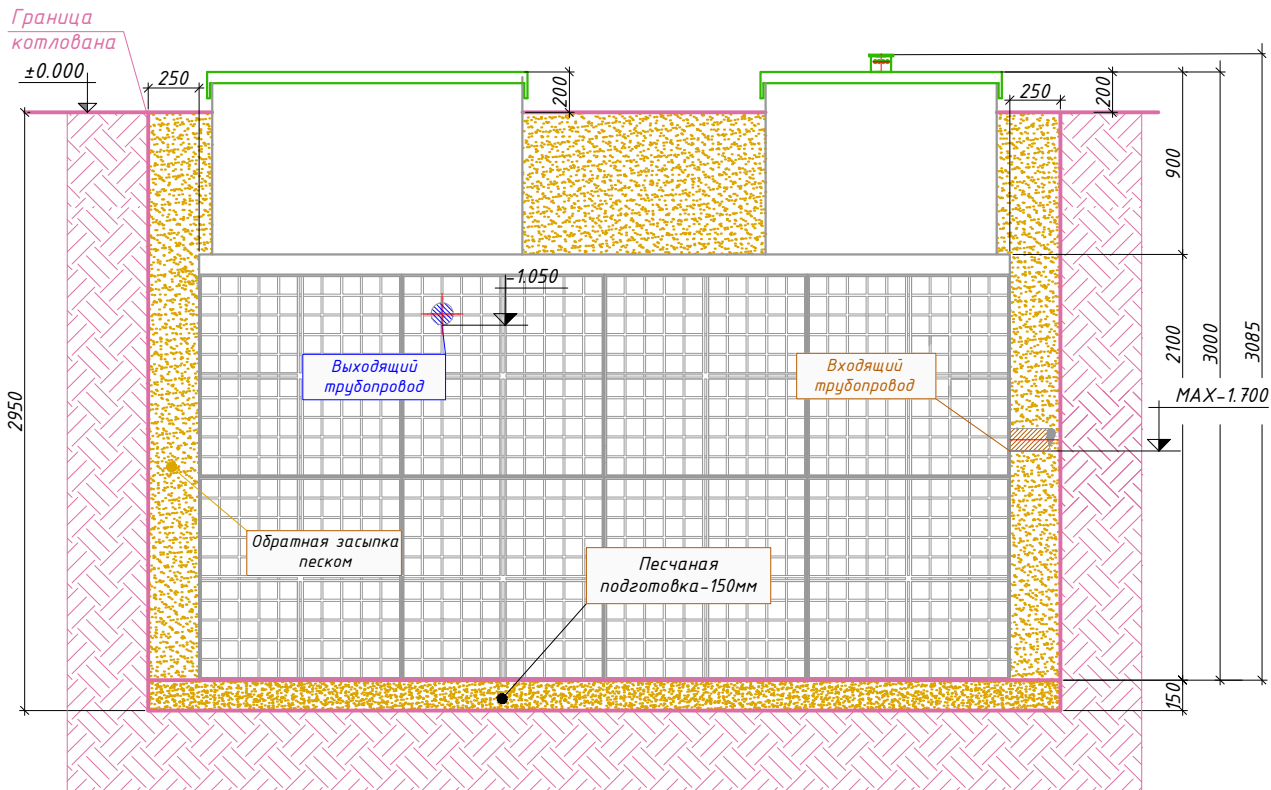 Граница
котлована
±0.000
250
200
250
200
900
-1.050
Выходящий
трубопровод
Входящий
трубопровод
2100
3000
3085
MAX-1.700
2950
Обратная засыпка
песком
Песчаная
подготовка-150мм
150